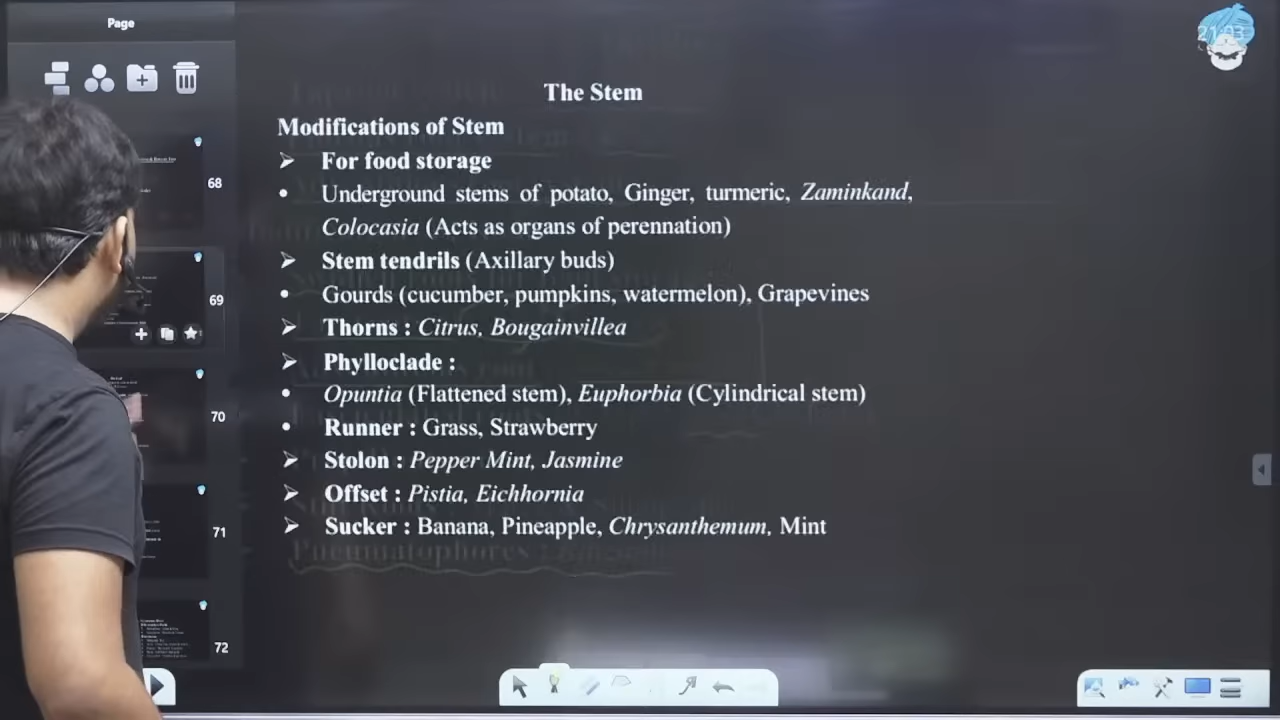 Page
21:03
The Stem
Modifications of Stem
➢ For food storage
• Underground stems of potato, Ginger, turmeric, Zaminkand,
Colocasia (Acts as organs of perennation)
➢ Stem tendrils (Axillary buds)
• Gourds (cucumber, pumpkins, watermelon), Grapevines
➢ Thorns : Citrus, Bougainvillea
➢ Phylloclade :
• Opuntia (Flattened stem), Euphorbia (Cylindrical stem)
• Runner : Grass, Strawberry
➢ Stolon : Pepper Mint, Jasmine
➢ Offset : Pistia, Eichhornia
➢ Sucker : Banana, Pineapple, Chrysanthemum, Mint
Pneumatophores :
68
69
70
71
72